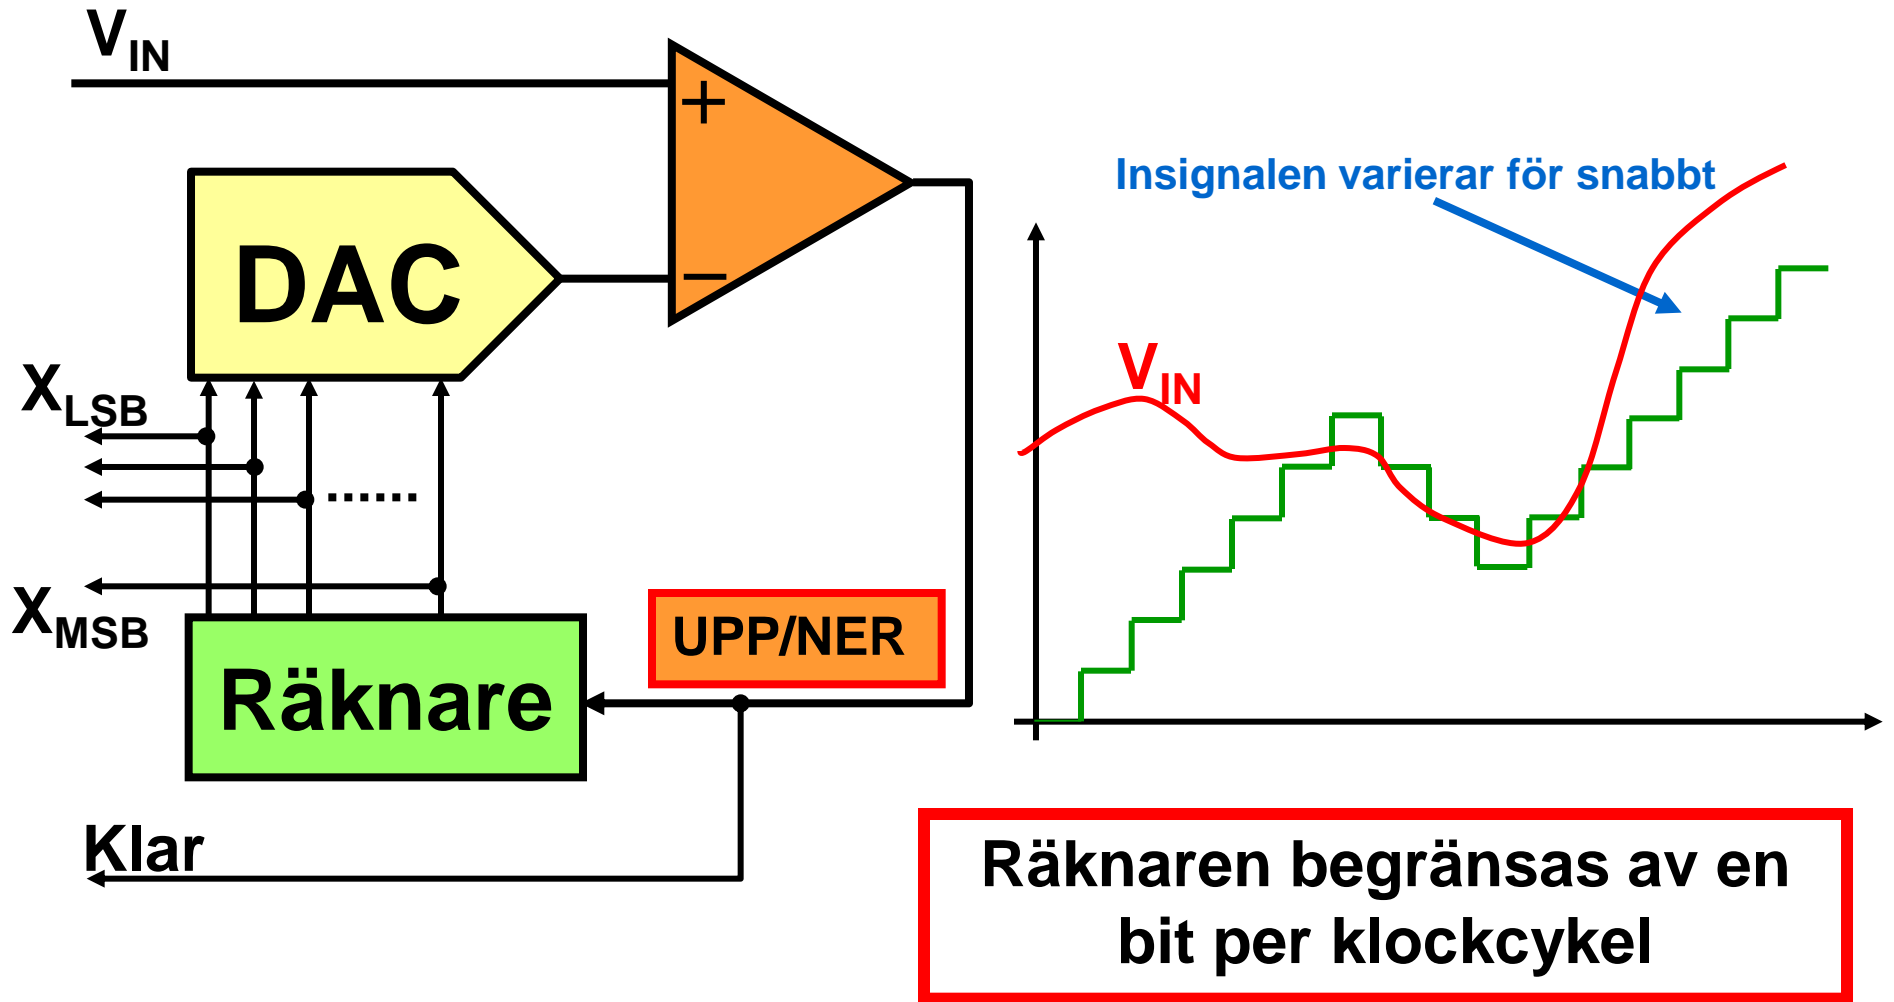 VIN
+
DAC
−
XLSB
......
XMSB
UPP/NER
Räknare
Klar
Insignalen varierar för snabbt
VIN
Räknaren begränsas av en
bit per klockcykel